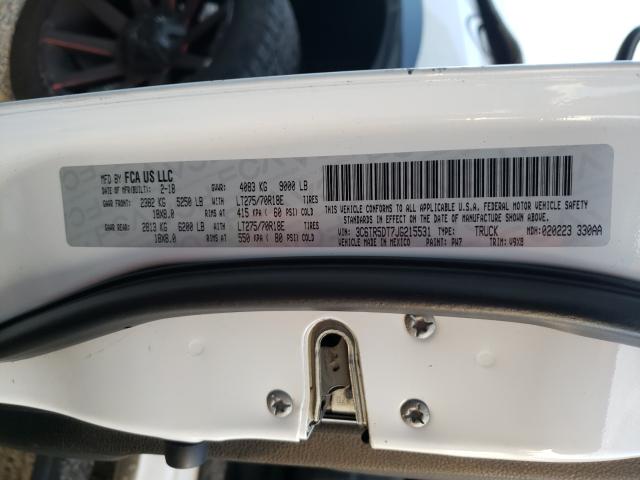 MFD BY FCA US LLC
DATE OF MFR(BUILT): 2-18 GVWR: 4083 KG 9000 LB
GAWR FRONT: 2382 KG 5250 LB WITH LT275/70R18E TIRES
18X8.0 RIMS AT 415 KPA ( 60 PSI) COLD
GAWR REAR: 2813 KG 6200 LB WITH LT275/70R18E TIRES
18X8.0 RIMS AT 550 KPA ( 80 PSI) COLD
THIS VEHICLE CONFORMS TO ALL APPLICABLE U.S.A. FEDERAL MOTOR VEHICLE SAFETY
STANDARDS IN EFFECT ON THE DATE OF MANUFACTURE SHOWN ABOVE.
VIN: 3C6TR5DT7JG215531 TYPE: TRUCK MDH: 020223 330AA
VEHICLE MADE IN MEXICO PAINT: PW7 TRIM: V9X8